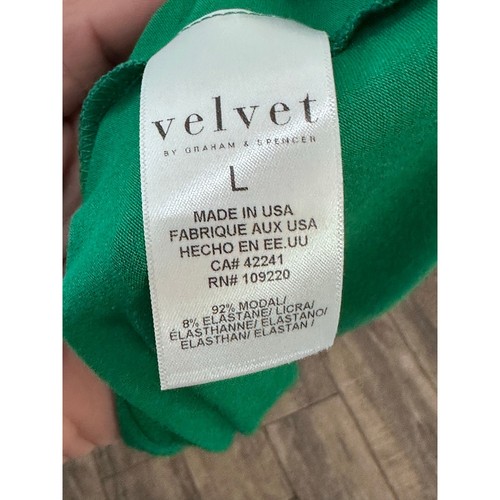 velvet
BY GRAHAM & SPENCER
L
MADE IN USA
FABRIQUE AUX USA
HECHO EN EE.UU
CA# 42241
RN# 109220
92% MODAL/
8% ELASTANE/ LICRA/
ÉLASTHANNE/ ELASTANO/
ELASTHAN/ ELASTAN /